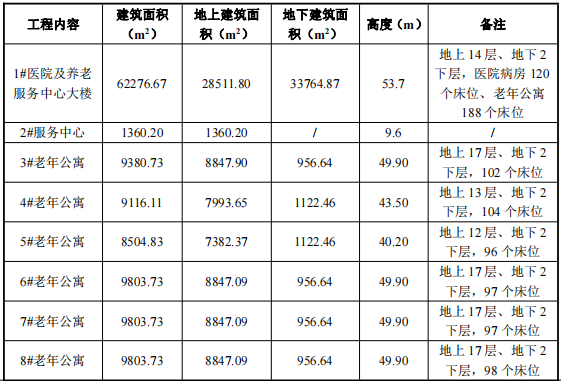 工程内容 建筑面积（m²） 地上建筑面积（m²） 地下建筑面积（m²） 高度（m） 备注
1#医院及养老服务中心大楼 62276.67 28511.80 33764.87 53.7 地上 14 层、地下 2 下层，医院病房 120 个床位、老年公寓 188 个床位
2#服务中心 1360.20 1360.20 / 9.6 /
3#老年公寓 9380.73 8847.90 956.64 49.90 地上 17 层、地下 2 下层，102 个床位
4#老年公寓 9116.11 7993.65 1122.46 43.50 地上 13 层、地下 2 下层，104 个床位
5#老年公寓 8504.83 7382.37 1122.46 40.20 地上 12 层、地下 2 下层，96 个床位
6#老年公寓 9803.73 8847.09 956.64 49.90 地上 17 层、地下 2 下层，97 个床位
7#老年公寓 9803.73 8847.09 956.64 49.90 地上 17 层、地下 2 下层，97 个床位
8#老年公寓 9803.73 8847.09 956.64 49.90 地上 17 层、地下 2 下层，98 个床位